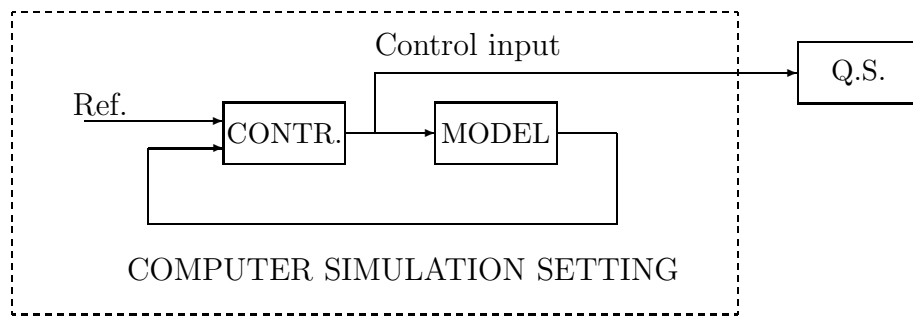 Control input
Q.S.
Ref.
CONTR.
MODEL
COMPUTER SIMULATION SETTING